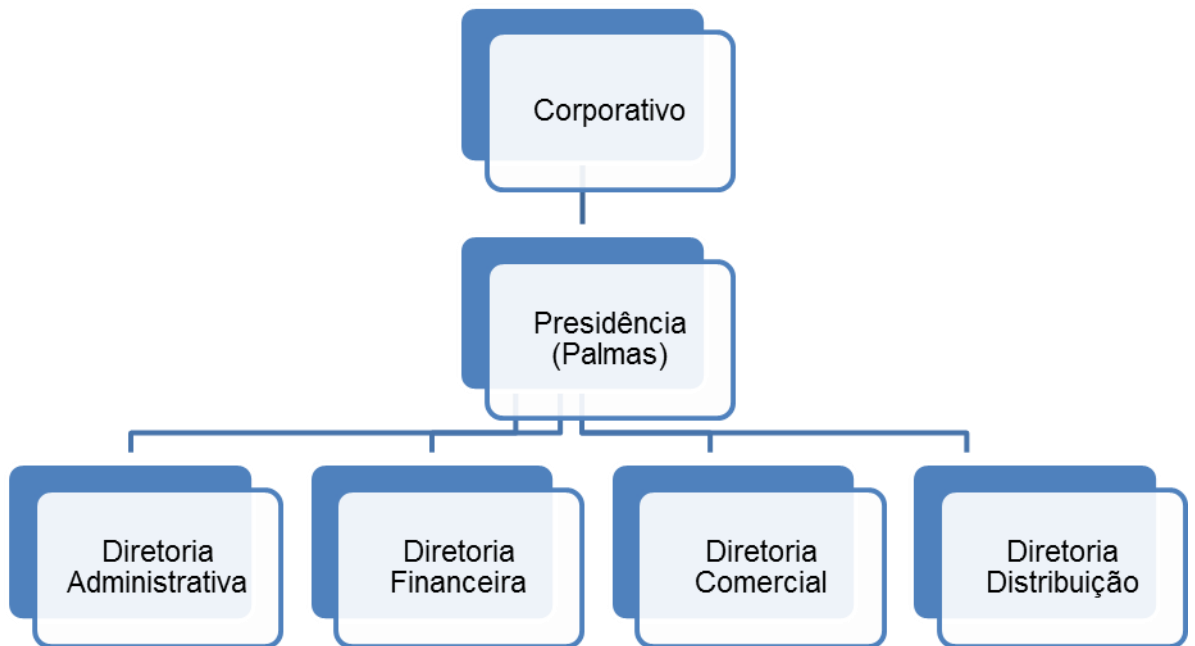 Corporativo
Presidência
(Palmas)
Diretoria
Administrativa
Diretoria
Financeira
Diretoria
Comercial
Diretoria
Distribuição